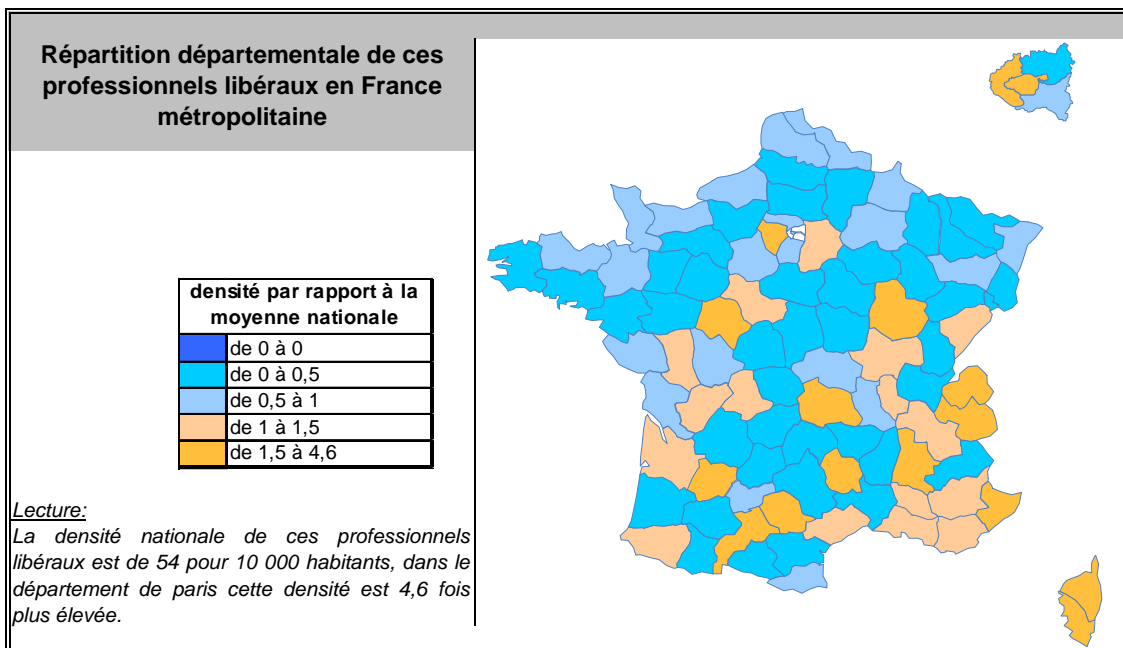 Répartition départementale de ces
professionnels libéraux en France
métropolitaine
densité par rapport à la
moyenne nationale
de 0 à 0
de 0 à 0,5
de 0,5 à 1
de 1 à 1,5
de 1,5 à 4,6
Lecture:
La densité nationale de ces professionnels
libéraux est de 54 pour 10 000 habitants, dans le
département de paris cette densité est 4,6 fois
plus élevée.